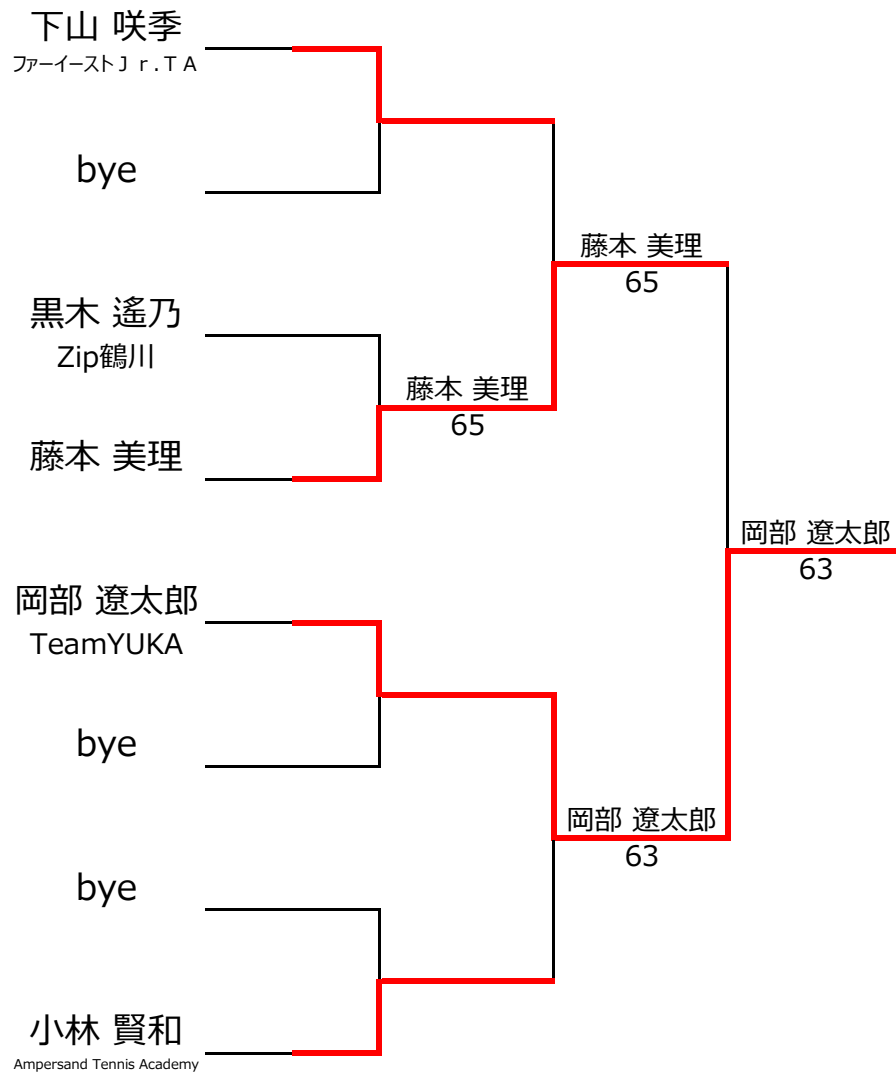 下山 咲季
ファーイーストＪｒ.ＴＡ
bye
黒木 遙乃
Zip鶴川
藤本 美理
岡部 遼太郎
TeamYUKA
bye
bye
小林 賢和
Ampersand Tennis Academy
藤本 美理
65
藤本 美理
65
岡部 遼太郎
63
岡部 遼太郎
63